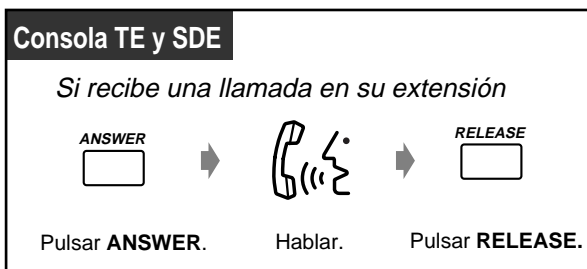 Consola TE y SDE
Si recibe una llamada en su extensión
ANSWER
RELEASE
Pulsar ANSWER.
Hablar.
Pulsar RELEASE.